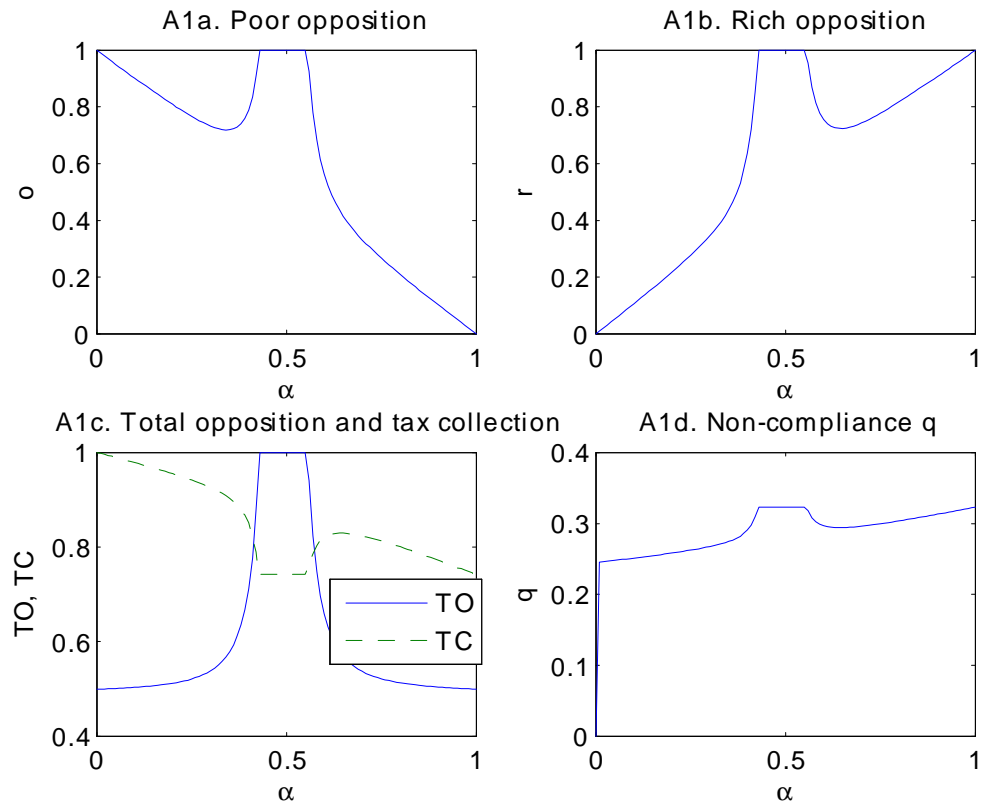 A1a. Poor opposition
1
0.8
0.6
0.4
0.2
0
o
0
0.5
1
α
A1b. Rich opposition
1
0.8
0.6
0.4
0.2
0
r
0
0.5
1
α
A1c. Total opposition and tax collection
1
0.8
0.6
0.4
TO, TC
0
0.5
1
α
TO
TC
A1d. Non-compliance q
0.4
0.3
0.2
0.1
0
q
0
0.5
1
α